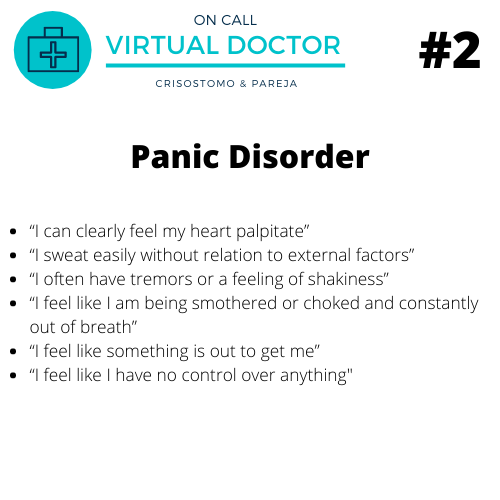 ON CALL
VIRTUAL DOCTOR
CRISOSTOMO & PAREJA
#2
Panic Disorder
• “I can clearly feel my heart palpitate”
• “I sweat easily without relation to external factors”
• “I often have tremors or a feeling of shakiness”
• “I feel like I am being smothered or choked and constantly
out of breath”
• “I feel like something is out to get me”
• “I feel like I have no control over anything"